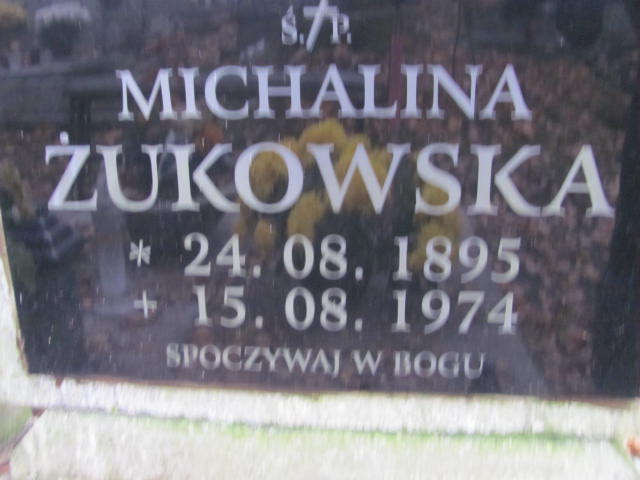 Ś.†P.
MICHALINA
ŻUKOWSKA
* 24. 08. 1895
+ 15. 08. 1974
SPOCZYWAJ W BOGU